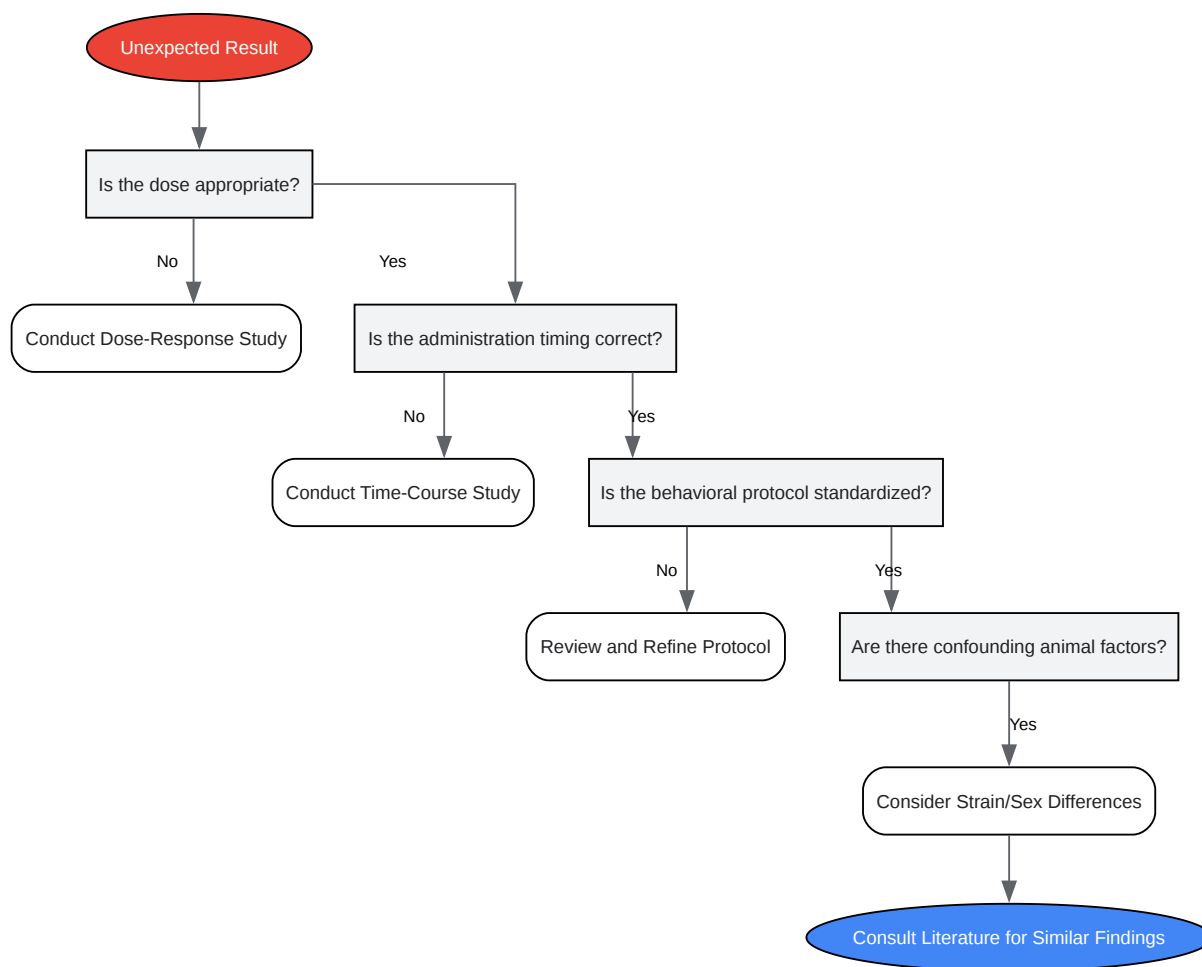 Unexpected Result
Is the dose appropriate?
No
Yes
Conduct Dose-Response Study
Is the administration timing correct?
No
Yes
Conduct Time-Course Study
Is the behavioral protocol standardized?
No
Yes
Review and Refine Protocol
Are there confounding animal factors?
Yes
Consider Strain/Sex Differences
Consult Literature for Similar Findings